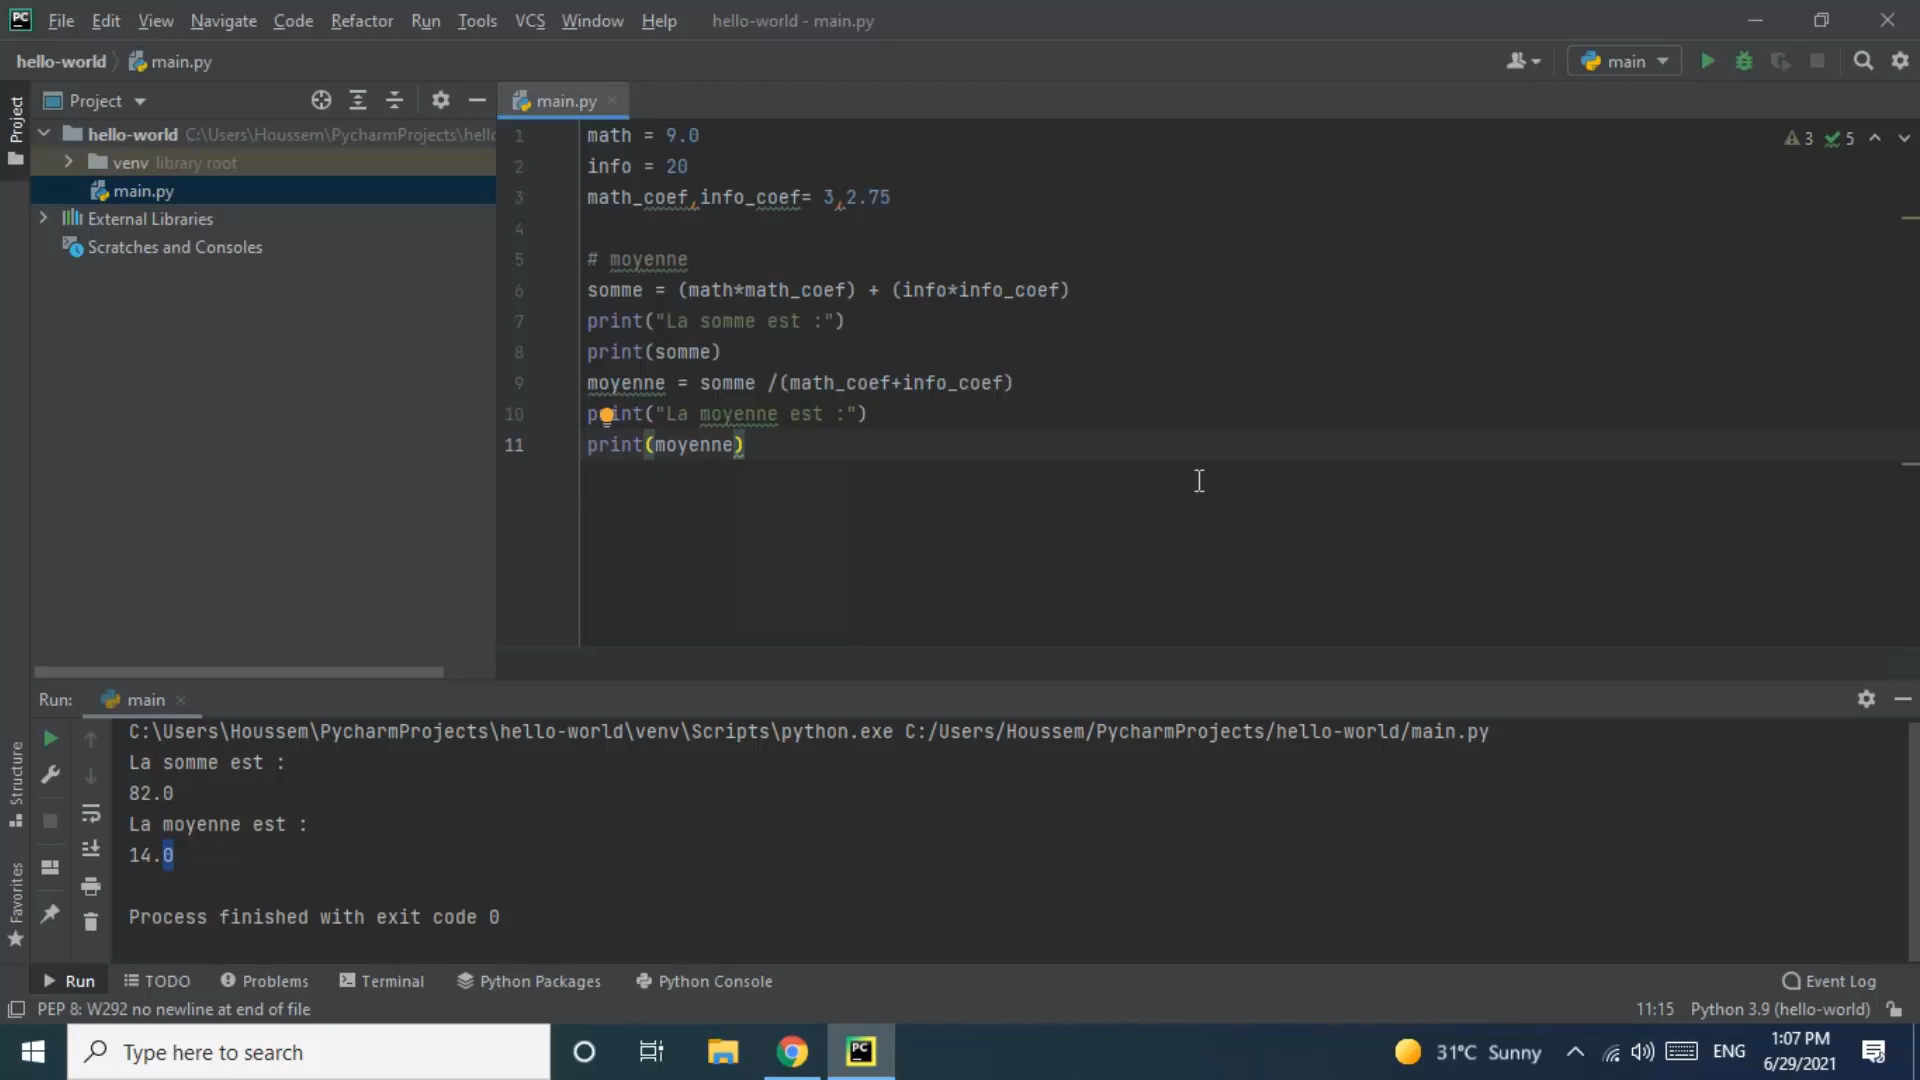 PC File Edit View Navigate Code Refactor Run Tools VCS Window Help hello-world - main.py
hello-world main.py main
Project main.py
Project
hello-world C:\Users\Houssem\PycharmProjects\hello
venv library root
main.py
External Libraries
Scratches and Consoles
1 math = 9.0
2 info = 20
3 math_coef,info_coef= 3,2.75
4
5 # moyenne
6 somme = (math*math_coef) + (info*info_coef)
7 print("La somme est :")
8 print(somme)
9 moyenne = somme /(math_coef+info_coef)
10 print("La moyenne est :")
11 print(moyenne)
3 5
Run: main
C:\Users\Houssem\PycharmProjects\hello-world\venv\Scripts\python.exe C:/Users/Houssem/PycharmProjects/hello-world/main.py
La somme est :
82.0
La moyenne est :
14.0
Process finished with exit code 0
Structure
Favorites
Run TODO Problems Terminal Python Packages Python Console Event Log
PEP 8: W292 no newline at end of file 11:15 Python 3.9 (hello-world)
Type here to search PC 31°C Sunny ENG 1:07 PM
6/29/2021